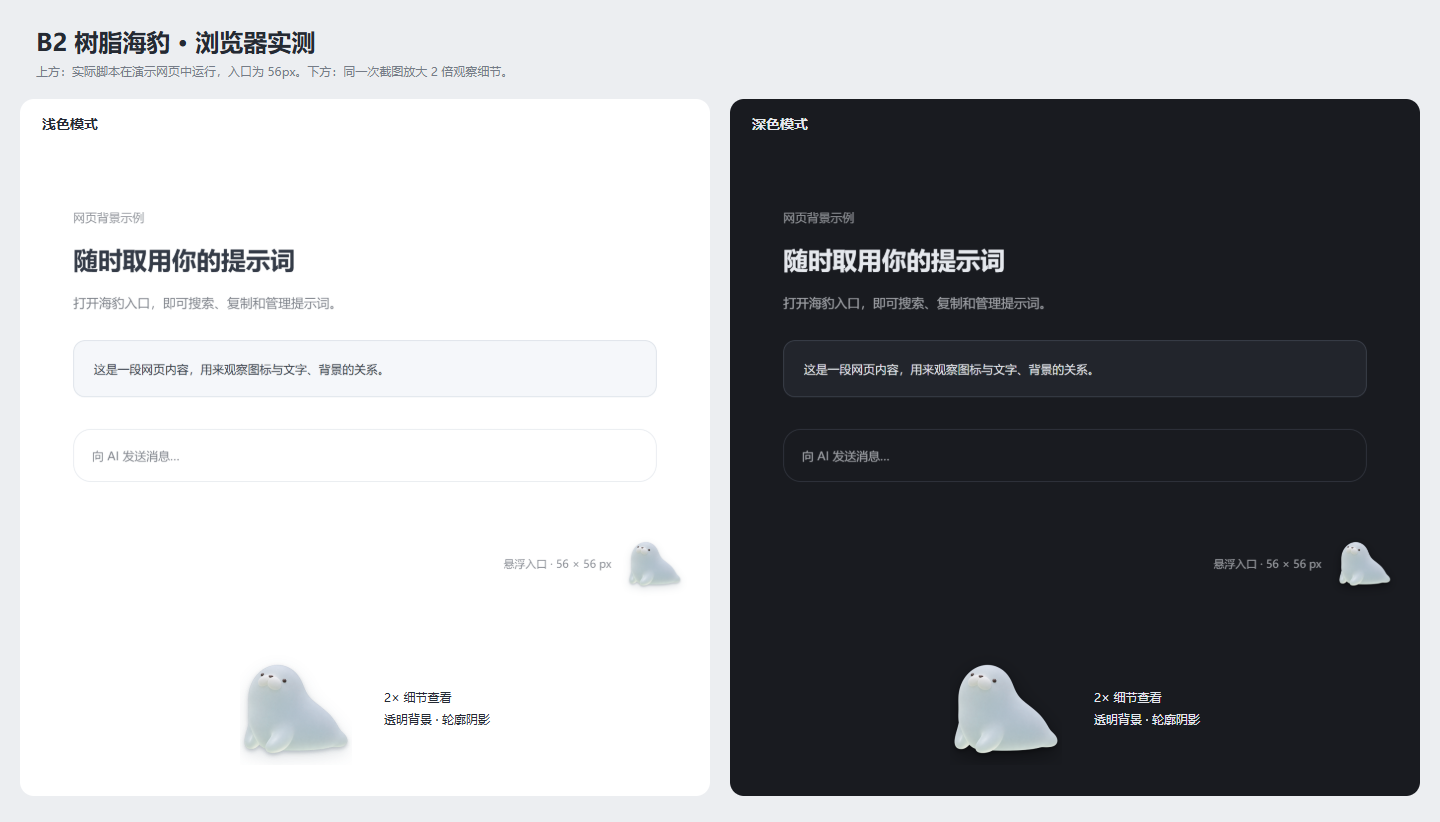 B2 树脂海豹 • 浏览器实测
上方：实际脚本在演示网页中运行，入口为 56px。下方：同一次截图放大 2 倍观察细节。
浅色模式
网页背景示例
随时取用你的提示词
打开海豹入口，即可搜索、复制和管理提示词。
这是一段网页内容，用来观察图标与文字、背景的关系。
向 AI 发送消息...
悬浮入口 · 56 × 56 px
2× 细节查看
透明背景 · 轮廓阴影
深色模式
网页背景示例
随时取用你的提示词
打开海豹入口，即可搜索、复制和管理提示词。
这是一段网页内容，用来观察图标与文字、背景的关系。
向 AI 发送消息...
悬浮入口 · 56 × 56 px
2× 细节查看
透明背景 · 轮廓阴影